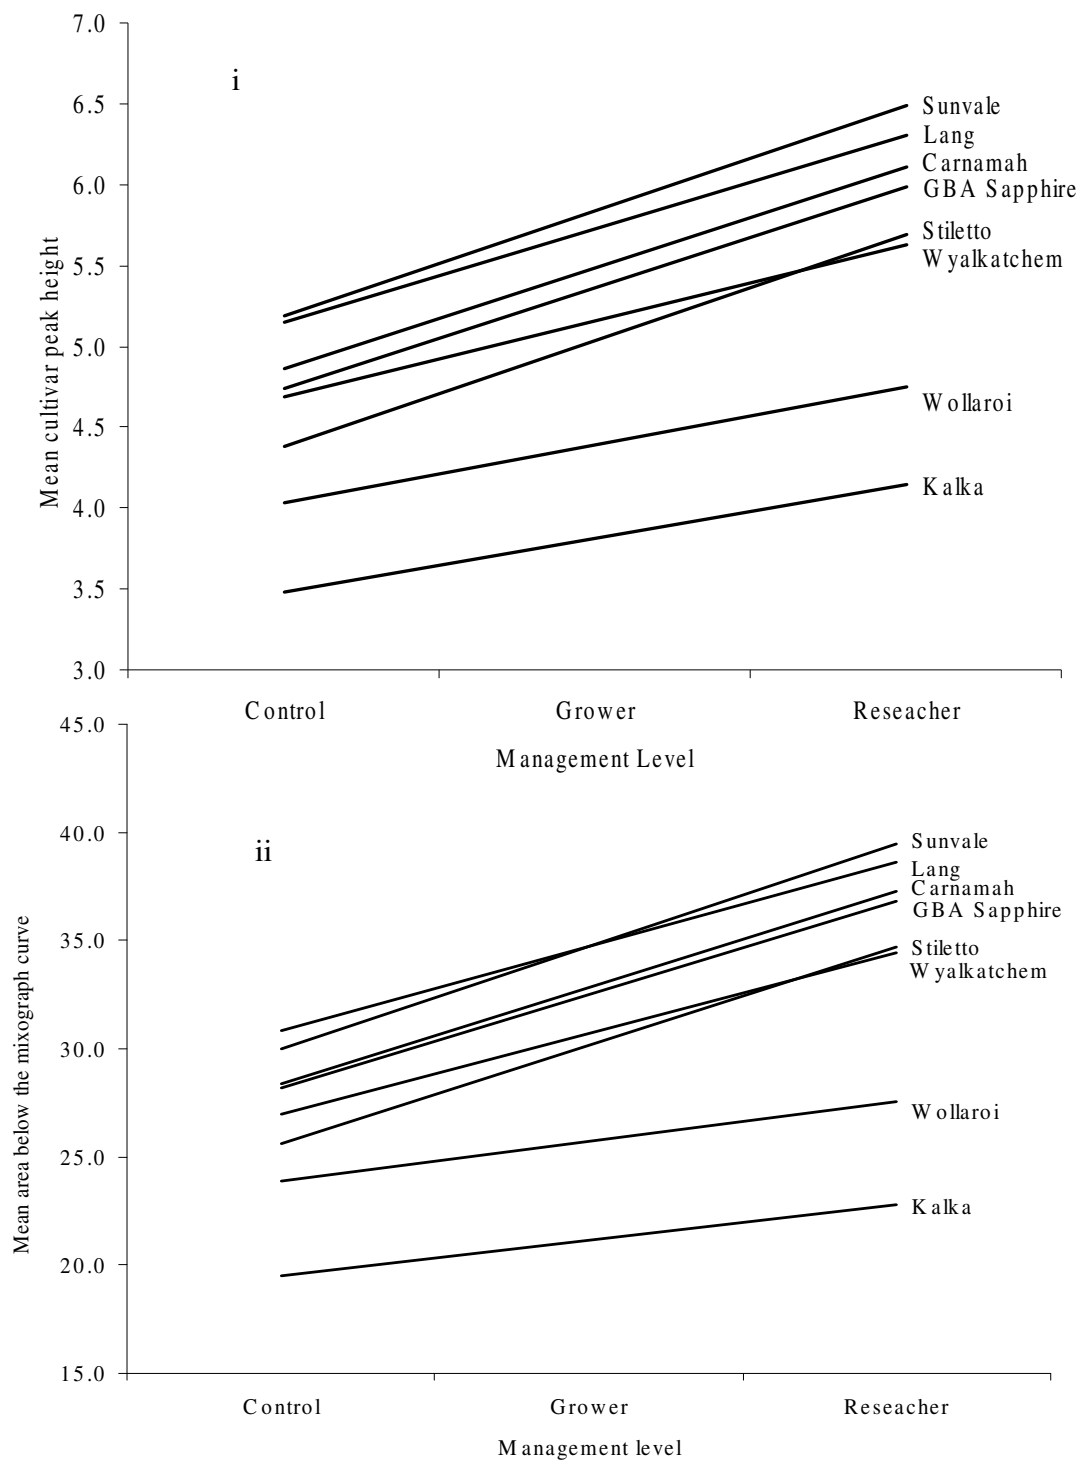 7.0
i
6.5
Sunvale
Lang
Carnamah
6.0
GBA Sapphire
Stiletto
5.5
Wyalkatchem
Mean cultivar peak height
5.0
4.5
Wollaroi
4.0
Kalka
3.5
3.0
Control Grower Reseacher
Management Level
45.0
40.0
ii
Sunvale
Lang
Carnamah
GBA Sapphire
35.0
Stiletto
Wyalkatchem
Mean area below the mixograph curve
30.0
Wollaroi
25.0
Kalka
20.0
15.0
Control Grower Reseacher
Management level